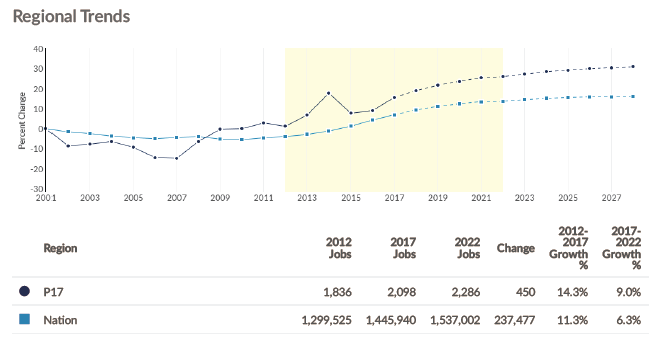 Regional Trends
40
30
20
10
0
-10
-20
-30
Percent Change
2001 2003 2005 2007 2009 2011 2013 2015 2017 2019 2021 2023 2025 2027
Region 2012 Jobs 2017 Jobs 2022 Jobs Change 2012-2017 Growth % 2017-2022 Growth %
P17 1,836 2,098 2,286 450 14.3% 9.0%
Nation 1,299,525 1,445,940 1,537,002 237,477 11.3% 6.3%